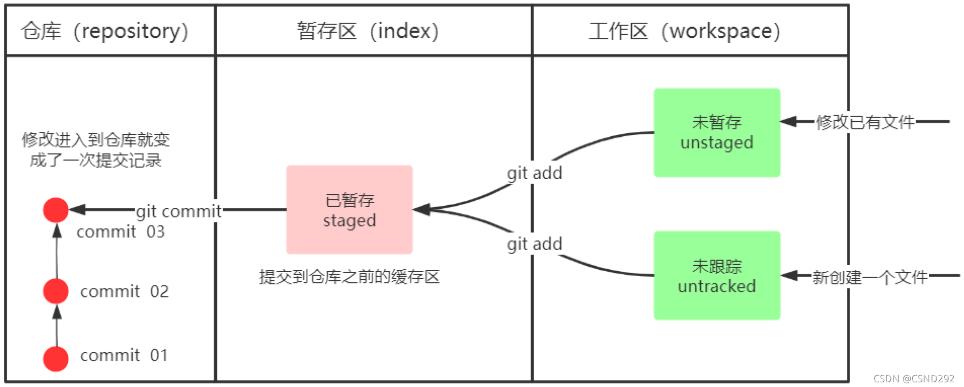 仓库（repository）
暂存区（index）
工作区（workspace）
修改进入到仓库就变
成了一次提交记录
git commit
commit 03
commit 02
commit 01
已暂存
staged
提交到仓库之前的缓存区
git add
git add
未暂存
unstaged
修改已有文件
未跟踪
untracked
新创建一个文件
CSDN @CSND292